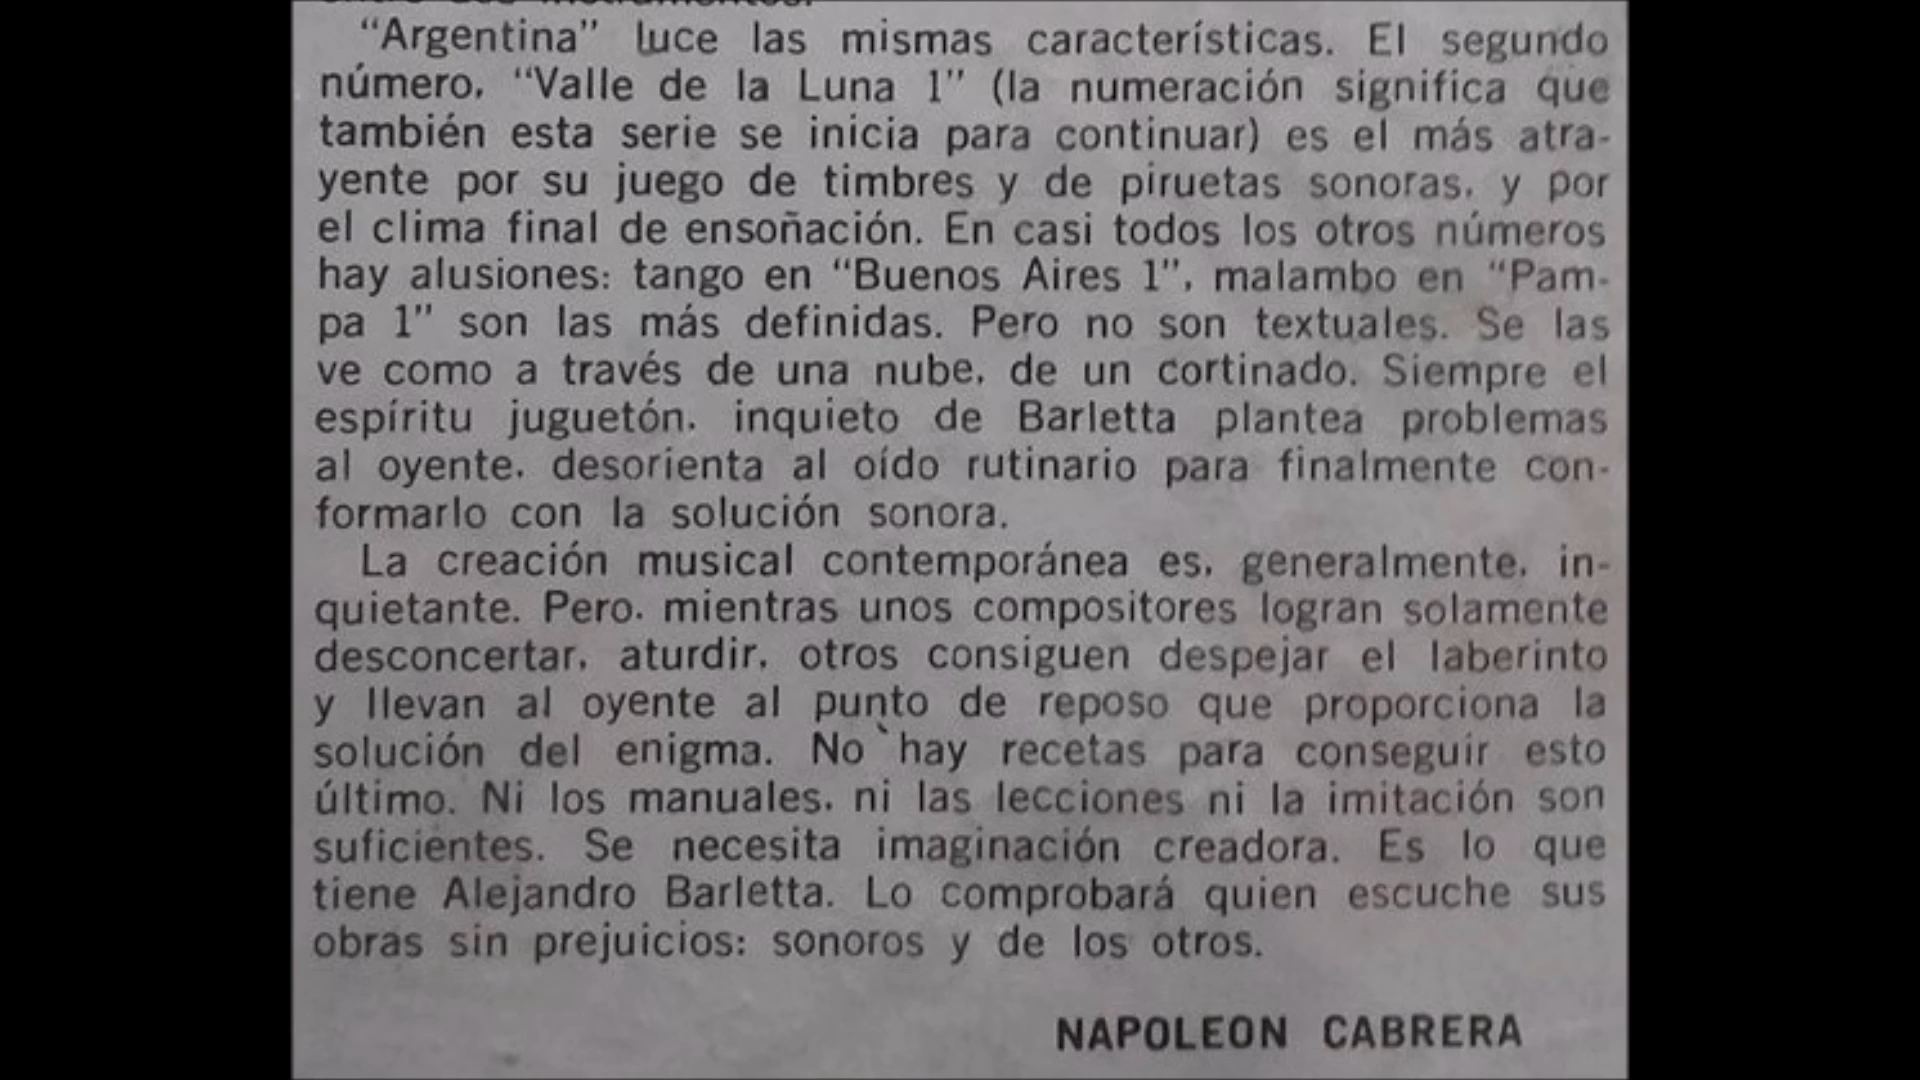 "Argentina" luce las mismas características. El segundo
número, "Valle de la Luna 1" (la numeración significa que
también esta serie se inicia para continuar) es el más atra-
yente por su juego de timbres y de piruetas sonoras, y por
el clima final de ensoñación. En casi todos los otros números
hay alusiones: tango en "Buenos Aires 1", malambo en "Pam-
pa 1" son las más definidas. Pero no son textuales. Se las
ve como a través de una nube, de un cortinado. Siempre el
espíritu juguetón, inquieto de Barletta plantea problemas
al oyente, desorienta al oído rutinario para finalmente con-
formarlo con la solución sonora.
La creación musical contemporánea es, generalmente, in-
quietante. Pero, mientras unos compositores logran solamente
desconcertar, aturdir, otros consiguen despejar el laberinto
y llevan al oyente al punto de reposo que proporciona la
solución del enigma. No hay recetas para conseguir esto
último. Ni los manuales, ni las lecciones ni la imitación son
suficientes. Se necesita imaginación creadora. Es lo que
tiene Alejandro Barletta. Lo comprobará quien escuche sus
obras sin prejuicios: sonoros y de los otros.
NAPOLEON CABRERA